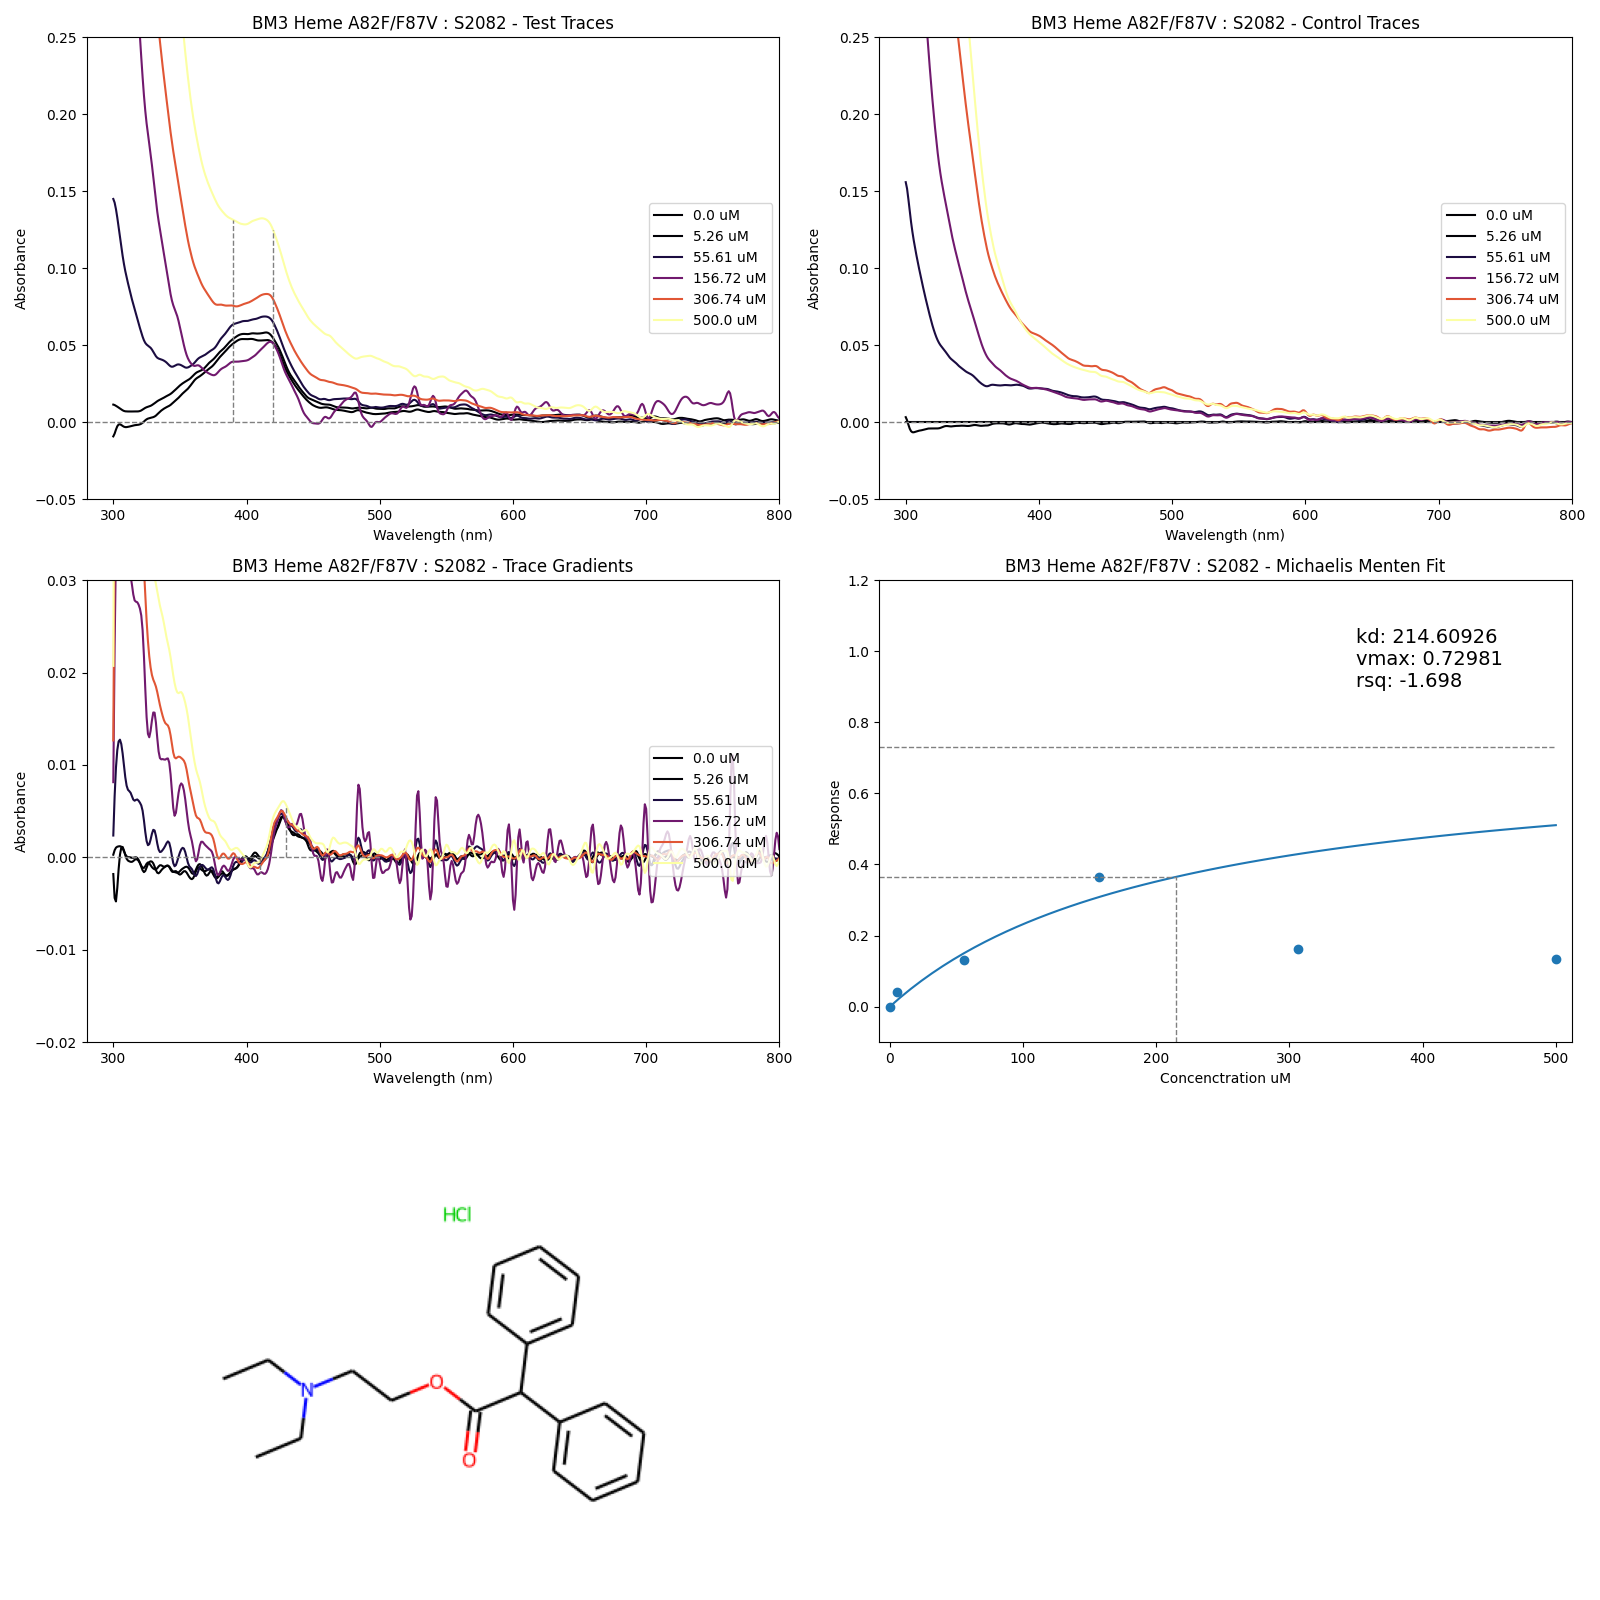 BM3 Heme A82F/F87V : S2082 - Test Traces
0.25
0.20
0.15
0.10
0.05
0.00
−0.05
Absorbance
300 400 500 600 700 800
Wavelength (nm)
0.0 uM
5.26 uM
55.61 uM
156.72 uM
306.74 uM
500.0 uM
BM3 Heme A82F/F87V : S2082 - Control Traces
0.25
0.20
0.15
0.10
0.05
0.00
−0.05
Absorbance
300 400 500 600 700 800
Wavelength (nm)
0.0 uM
5.26 uM
55.61 uM
156.72 uM
306.74 uM
500.0 uM
BM3 Heme A82F/F87V : S2082 - Trace Gradients
0.03
0.02
0.01
0.00
−0.01
−0.02
Absorbance
300 400 500 600 700 800
Wavelength (nm)
0.0 uM
5.26 uM
55.61 uM
156.72 uM
306.74 uM
500.0 uM
BM3 Heme A82F/F87V : S2082 - Michaelis Menten Fit
1.2
1.0
0.8
0.6
0.4
0.2
0.0
Response
0 100 200 300 400 500
Concenctration uM
kd: 214.60926
vmax: 0.72981
rsq: -1.698
HCl
N
O
O